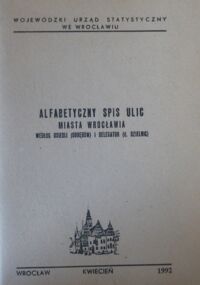 WOJEWÓDZKI URZĄD STATYSTYCZNY
WE WROCŁAWIU
ALFABETYCZNY SPIS ULIC
MIASTA WROCŁAWIA
WEDŁUG OSIEDLI (OBRĘBÓW) I DELEGATUR (B. DZIELNIC)
WROCŁAW KWIECIEŃ 1992